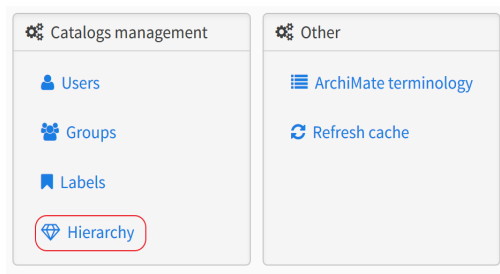 Catalogs management
Users
Groups
Labels
Hierarchy
Other
ArchiMate terminology
Refresh cache